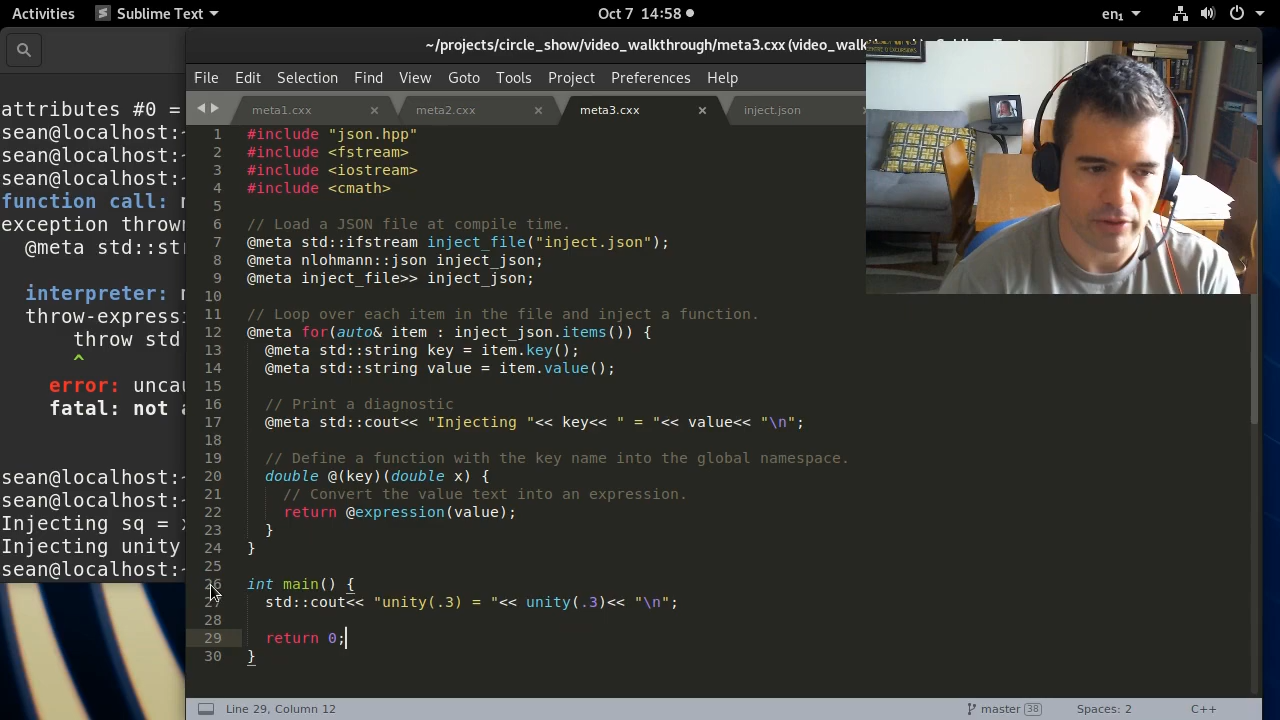 Activities
Sublime Text
Oct 7 14:58
en₁
~/projects/circle_show/video_walkthrough/meta3.cxx
File Edit Selection Find View Goto Tools Project Preferences Help
meta1.cxx × meta2.cxx × meta3.cxx × inject.json
attributes #0 =
sean@localhost:~
sean@localhost:~
sean@localhost:~
function call:
exception thrown
@meta std::str
interpreter:
throw-expressi
throw std
^
error: uncau
fatal: not a
sean@localhost:~
sean@localhost:~
Injecting sq = x
Injecting unity
sean@localhost:~
1 #include "json.hpp"
2 #include <fstream>
3 #include <iostream>
4 #include <cmath>
5
6 // Load a JSON file at compile time.
7 @meta std::ifstream inject_file("inject.json");
8 @meta nlohmann::json inject_json;
9 @meta inject_file>> inject_json;
10
11 // Loop over each item in the file and inject a function.
12 @meta for(auto& item : inject_json.items()) {
13   @meta std::string key = item.key();
14   @meta std::string value = item.value();
15
16   // Print a diagnostic
17   @meta std::cout<< "Injecting "<< key<< " = "<< value<< "\n";
18
19   // Define a function with the key name into the global namespace.
20   double @(key)(double x) {
21     // Convert the value text into an expression.
22     return @expression(value);
23   }
24 }
25
26 int main() {
27   std::cout<< "unity(.3) = "<< unity(.3)<< "\n";
28
29   return 0;
30 }
Line 29, Column 12
master 38
Spaces: 2
C++